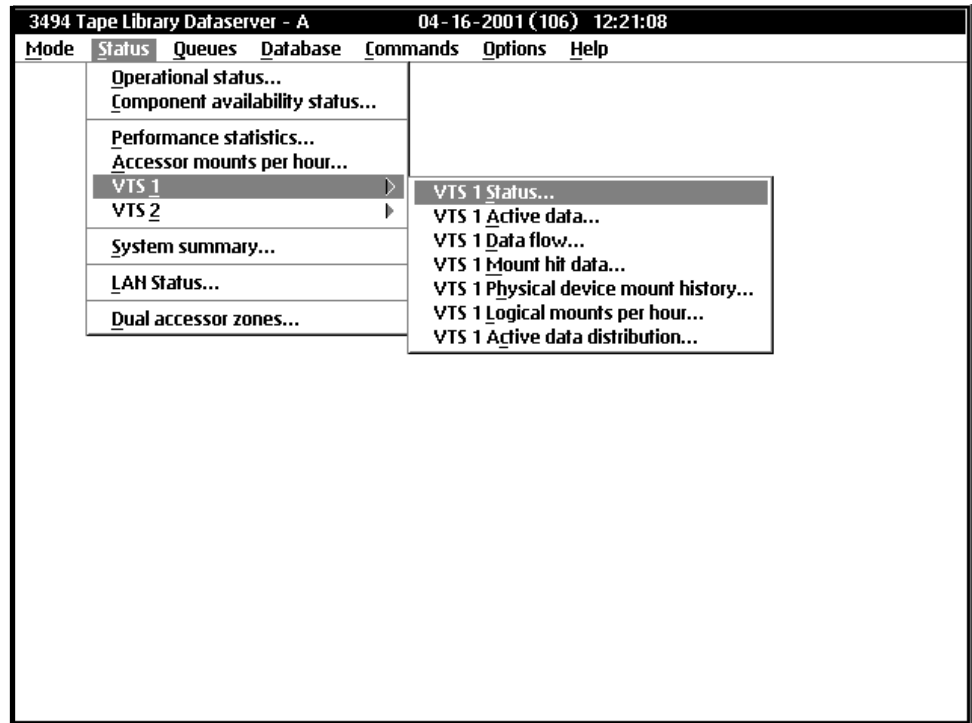 3494 Tape Library Dataserver - A 04-16-2001 (106) 12:21:08
Mode Status Queues Database Commands Options Help
Operational status...
Component availability status...
Performance statistics...
Accessor mounts per hour...
VTS 1
VTS 2
System summary...
LAN Status...
Dual accessor zones...
VTS 1 Status...
VTS 1 Active data...
VTS 1 Data flow...
VTS 1 Mount hit data...
VTS 1 Physical device mount history...
VTS 1 Logical mounts per hour...
VTS 1 Active data distribution...